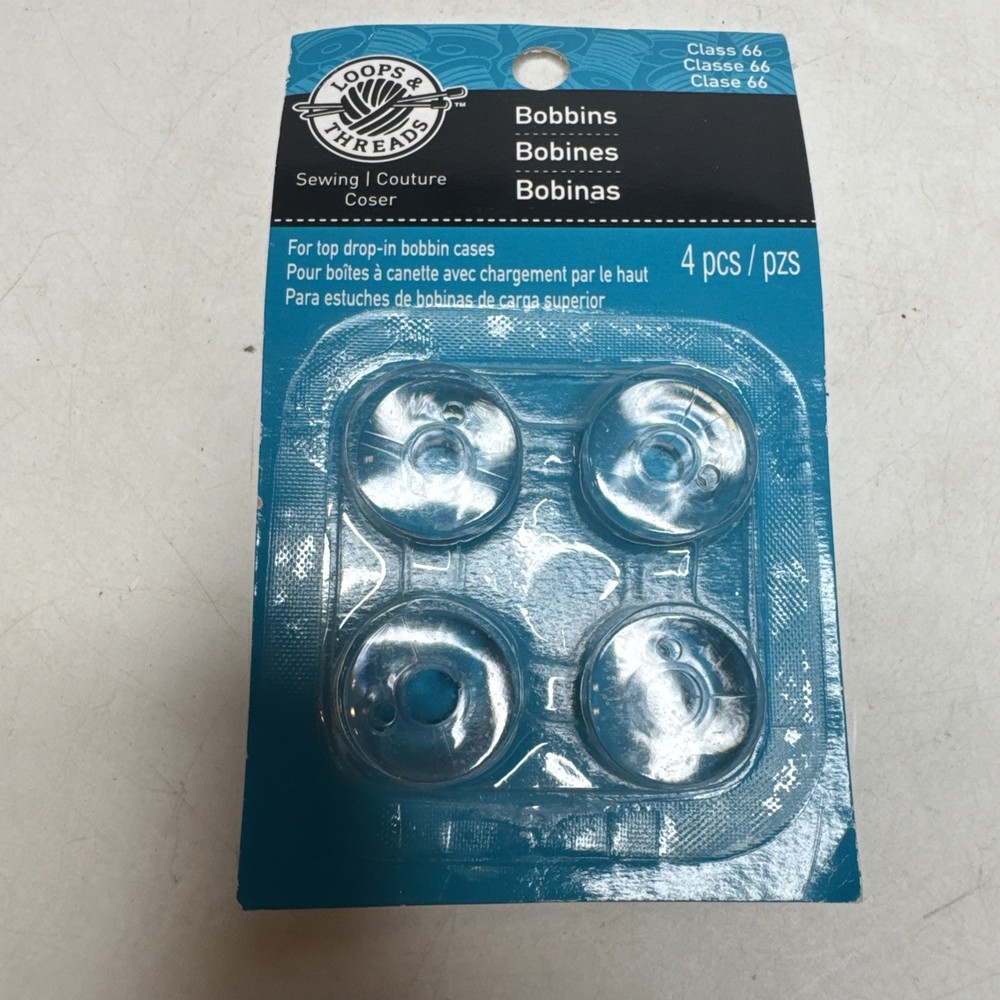 LOOPS &
THREADS™
Sewing | Couture
Coser
Class 66
Classe 66
Clase 66
Bobbins
Bobines
Bobinas
For top drop-in bobbin cases
Pour boîtes à canette avec chargement par le haut
Para estuches de bobinas de carga superior
4 pcs / pzs